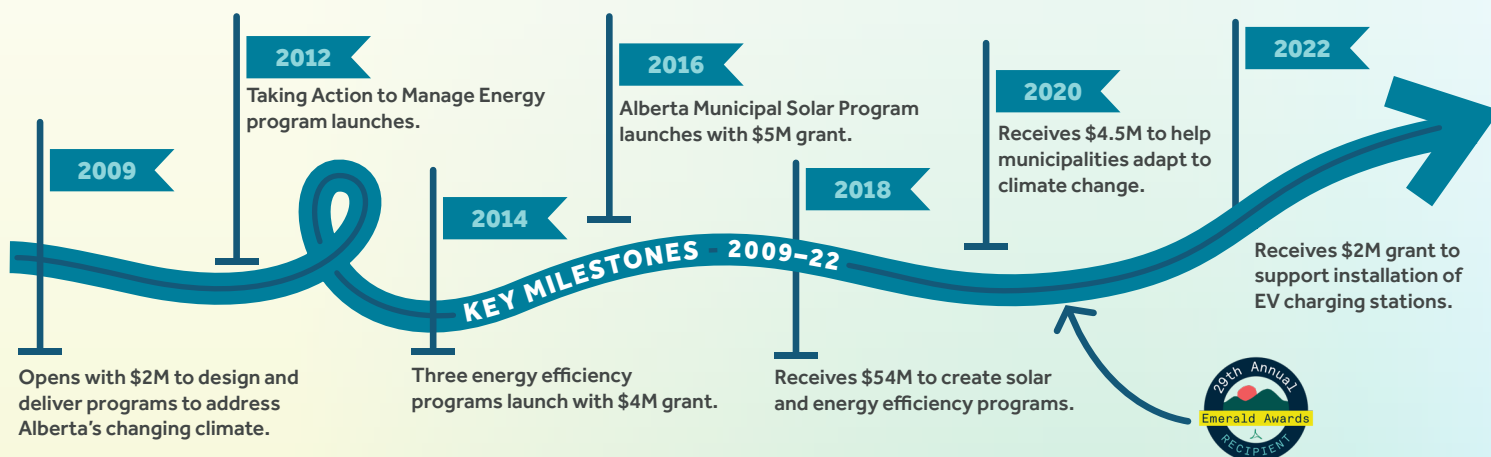 2009
Opens with $2M to design and
deliver programs to address
Alberta's changing climate.
2012
Taking Action to Manage Energy
program launches.
2014
Three energy efficiency
programs launch with $4M grant.
KEY MILESTONES - 2009–22
2016
Alberta Municipal Solar Program
launches with $5M grant.
2018
Receives $54M to create solar
and energy efficiency programs.
2020
Receives $4.5M to help
municipalities adapt to
climate change.
2022
Receives $2M grant to
support installation of
EV charging stations.
29th Annual
Emerald Awards
RECIPIENT